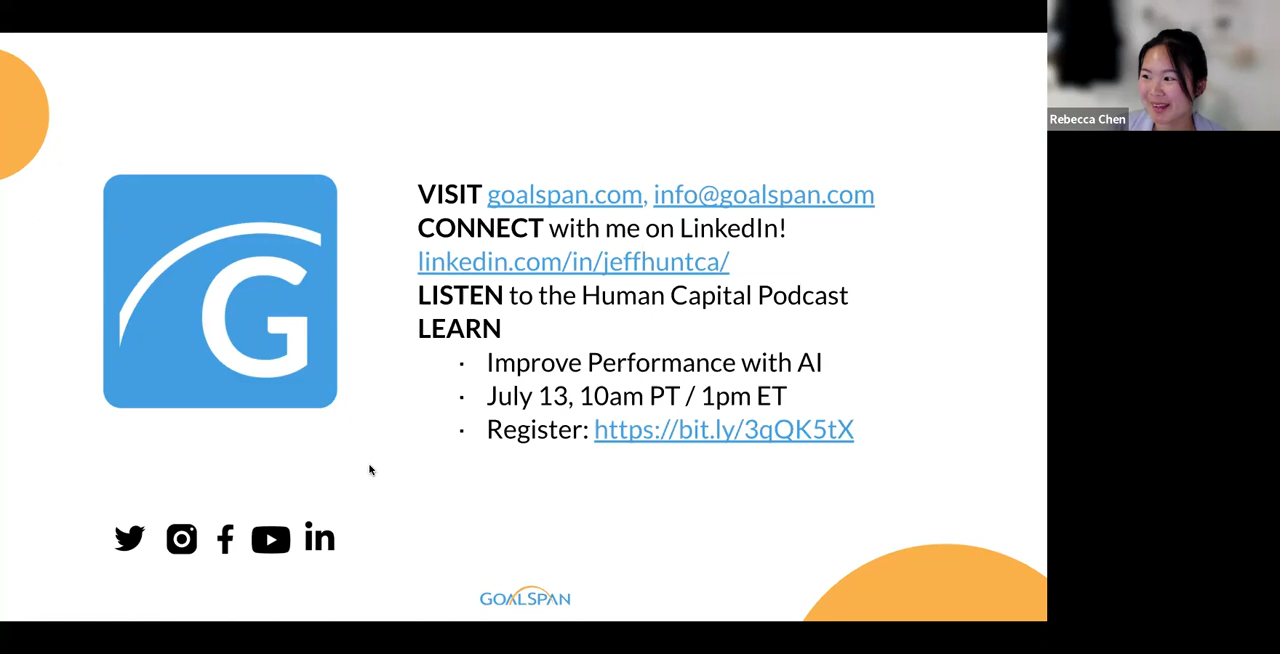 Rebecca Chen
G
VISIT goalspan.com, info@goalspan.com
CONNECT with me on LinkedIn!
linkedin.com/in/jeffhuntca/
LISTEN to the Human Capital Podcast
LEARN
· Improve Performance with AI
· July 13, 10am PT / 1pm ET
· Register: https://bit.ly/3qQK5tX
in
GOALSPAN